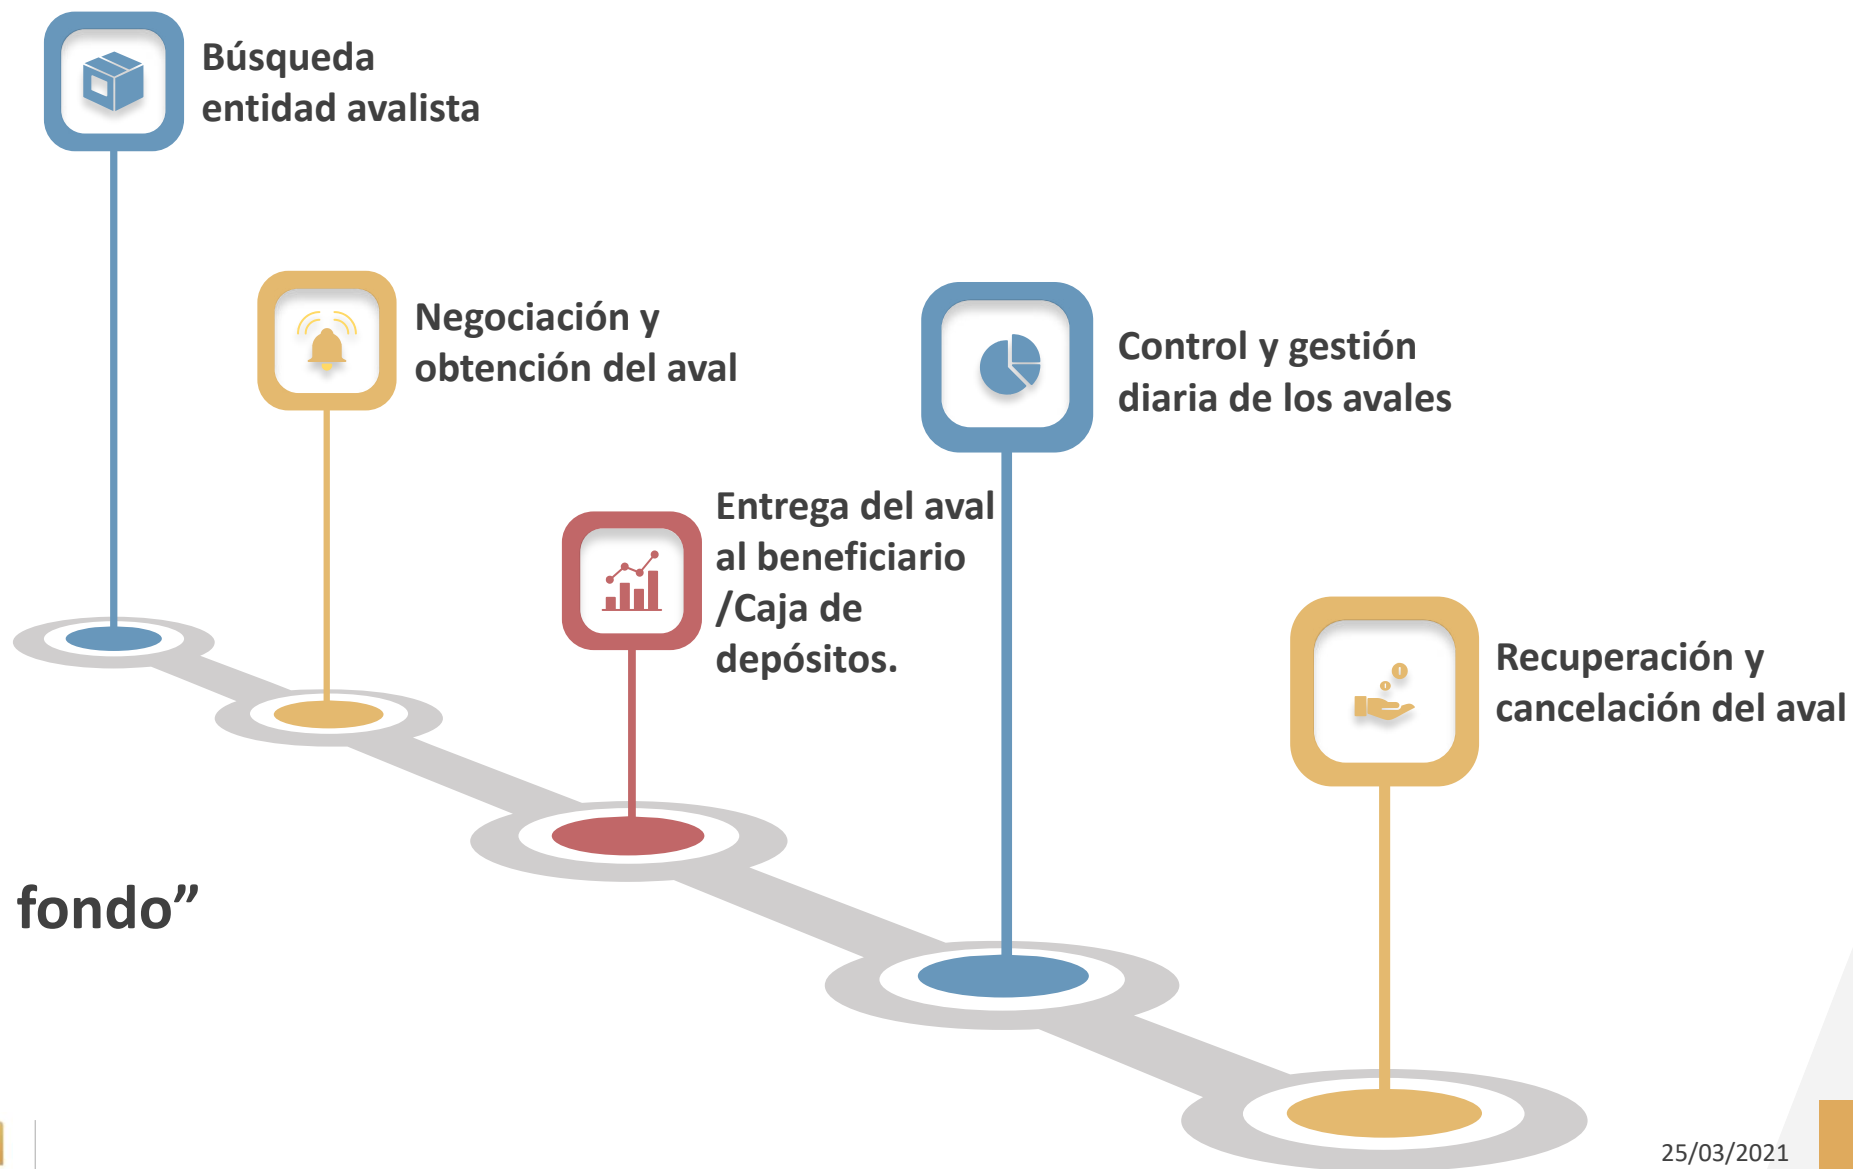 Búsqueda
entidad avalista
Negociación y
obtención del aval
Control y gestión
diaria de los avales
Entrega del aval
al beneficiario
/Caja de
depósitos.
Recuperación y
cancelación del aval
fondo”
25/03/2021